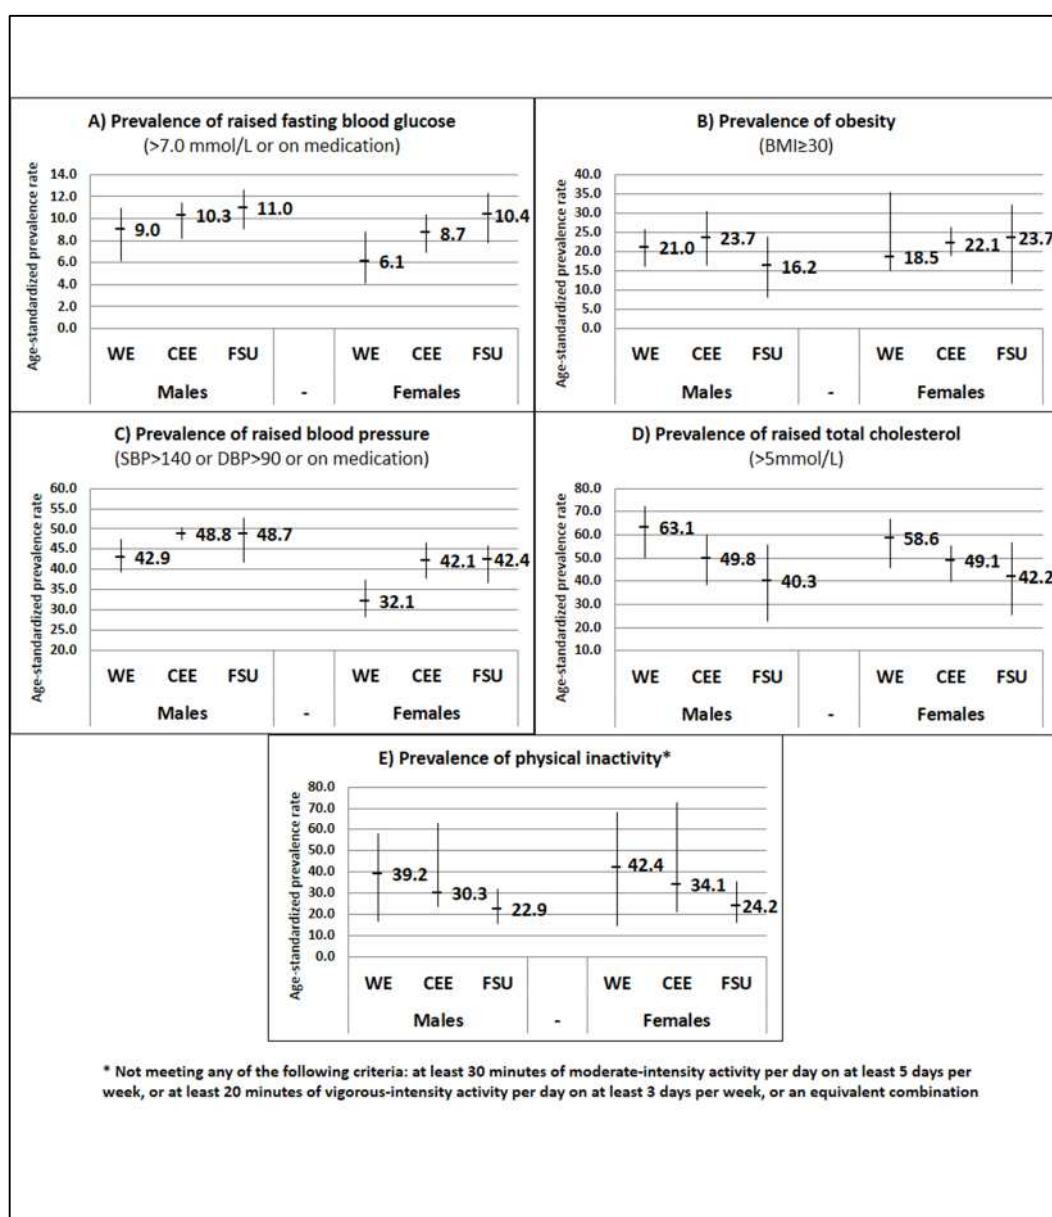 A) Prevalence of raised fasting blood glucose
(>7.0 mmol/L or on medication)
Age-standardized prevalence rate
14.0
12.0
10.0
8.0
6.0
4.0
2.0
0.0
9.0
10.3
11.0
6.1
8.7
10.4
WE CEE FSU WE CEE FSU
Males - Females
B) Prevalence of obesity
(BMI≥30)
Age-standardized prevalence rate
40.0
35.0
30.0
25.0
20.0
15.0
10.0
5.0
0.0
21.0
23.7
16.2
18.5
22.1
23.7
WE CEE FSU WE CEE FSU
Males - Females
C) Prevalence of raised blood pressure
(SBP>140 or DBP>90 or on medication)
Age-standardized prevalence rate
60.0
55.0
50.0
45.0
40.0
35.0
30.0
25.0
20.0
42.9
48.8
48.7
32.1
42.1
42.4
WE CEE FSU WE CEE FSU
Males - Females
D) Prevalence of raised total cholesterol
(>5mmol/L)
Age-standardized prevalence rate
80.0
70.0
60.0
50.0
40.0
30.0
20.0
10.0
63.1
49.8
40.3
58.6
49.1
42.2
WE CEE FSU WE CEE FSU
Males - Females
E) Prevalence of physical inactivity*
Age-standardized prevalence rate
80.0
70.0
60.0
50.0
40.0
30.0
20.0
10.0
0.0
39.2
30.3
22.9
42.4
34.1
24.2
WE CEE FSU WE CEE FSU
Males - Females
* Not meeting any of the following criteria: at least 30 minutes of moderate-intensity activity per day on at least 5 days per
week, or at least 20 minutes of vigorous-intensity activity per day on at least 3 days per week, or an equivalent combination